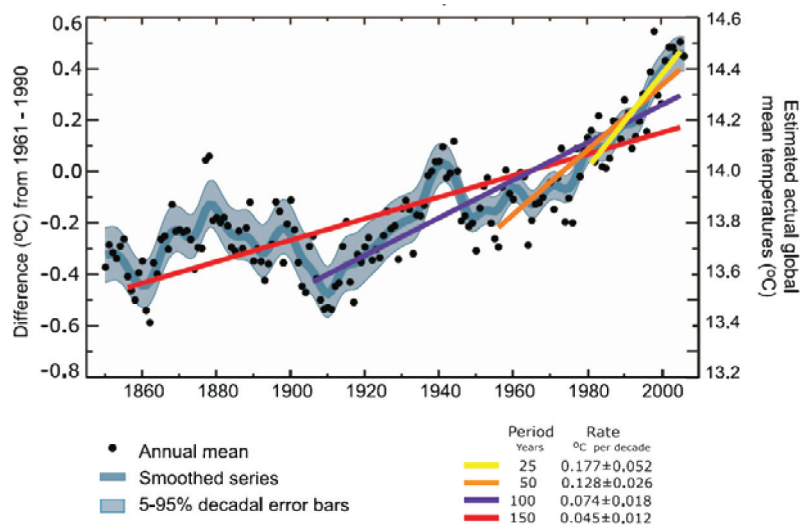 0.6
0.4
0.2
0.0
-0.2
-0.4
-0.6
-0.8
Difference (ºC) from 1961 - 1990
14.6
14.4
14.2
14.0
13.8
13.6
13.4
13.2
Estimated actual global
mean temperatures (ºC)
1860 1880 1900 1920 1940 1960 1980 2000
Annual mean
Smoothed series
5-95% decadal error bars
Period Rate
Years ºC per decade
25 0.177±0.052
50 0.128±0.026
100 0.074±0.018
150 0.045±0.012